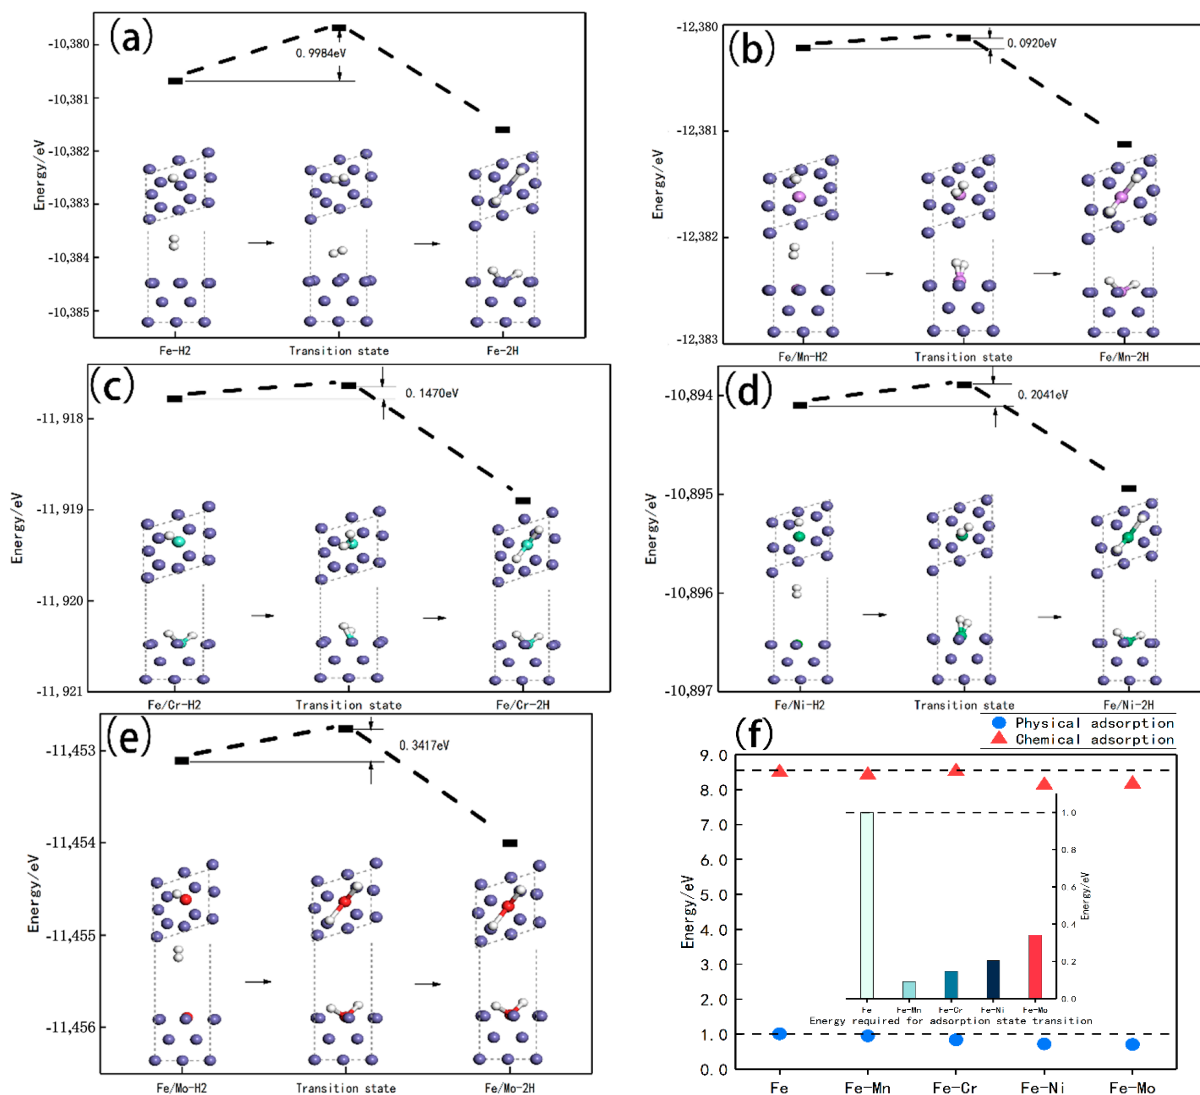 (a)
-10,380
-10,381
-10,382
-10,383
-10,384
-10,385
Energy/eV
0.9984eV
Fe-H2
Transition state
Fe-2H
(b)
-12,380
-12,381
-12,382
-12,383
Energy/eV
0.0920eV
Fe/Mn-H2
Transition state
Fe/Mn-2H
(c)
-11,918
-11,919
-11,920
-11,921
Energy/eV
0.1470eV
Fe/Cr-H2
Transition state
Fe/Cr-2H
(d)
-10,894
-10,895
-10,896
-10,897
Energy/eV
0.2041eV
Fe/Ni-H2
Transition state
Fe/Ni-2H
(e)
-11,453
-11,454
-11,455
-11,456
Energy/eV
0.3417eV
Fe/Mo-H2
Transition state
Fe/Mo-2H
(f)
Physical adsorption
Chemical adsorption
9.0
8.0
7.0
6.0
5.0
4.0
3.0
2.0
1.0
0.0
Energy/eV
1.0
0.8
0.6
0.4
0.2
0.0
Energy/eV
Fe
Fe-Mn
Fe-Cr
Fe-Ni
Fe-Mo
Energy required for adsorption state transition
Fe
Fe-Mn
Fe-Cr
Fe-Ni
Fe-Mo